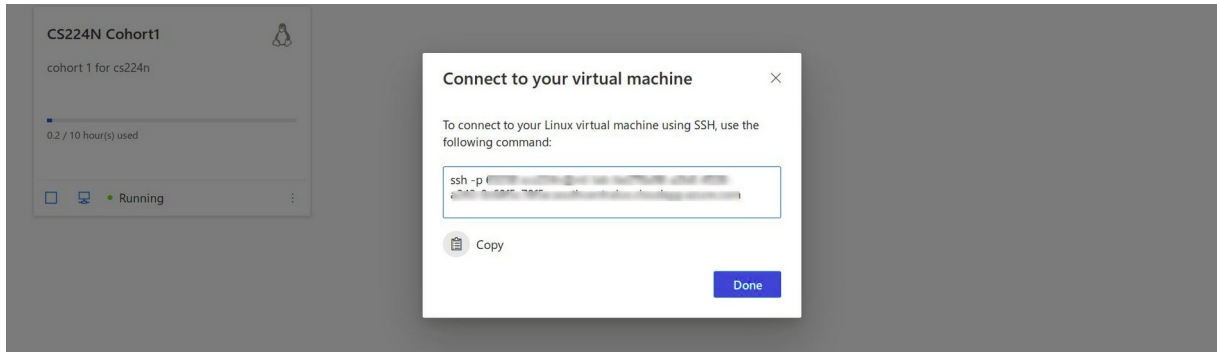 CS224N Cohort1
cohort 1 for cs224n
0.2 / 10 hour(s) used
Running
Connect to your virtual machine
To connect to your Linux virtual machine using SSH, use the
following command:
ssh -p
Copy
Done